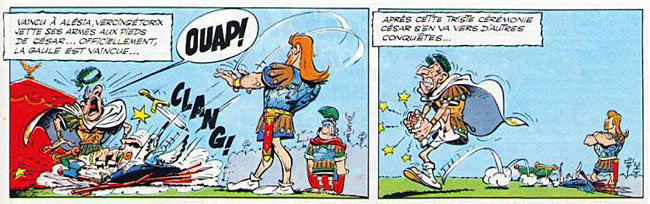 VAINCU À ALÉSIA, VERCINGÉTORIX
JETTE SES ARMES AUX PIEDS
DE CÉSAR... OFFICIELLEMENT,
LA GAULE EST VAINCUE...
OUAP!
CLANG!
APRÈS CETTE TRISTE CÉRÉMONIE
CÉSAR S'EN VA VERS D'AUTRES
CONQUÊTES...